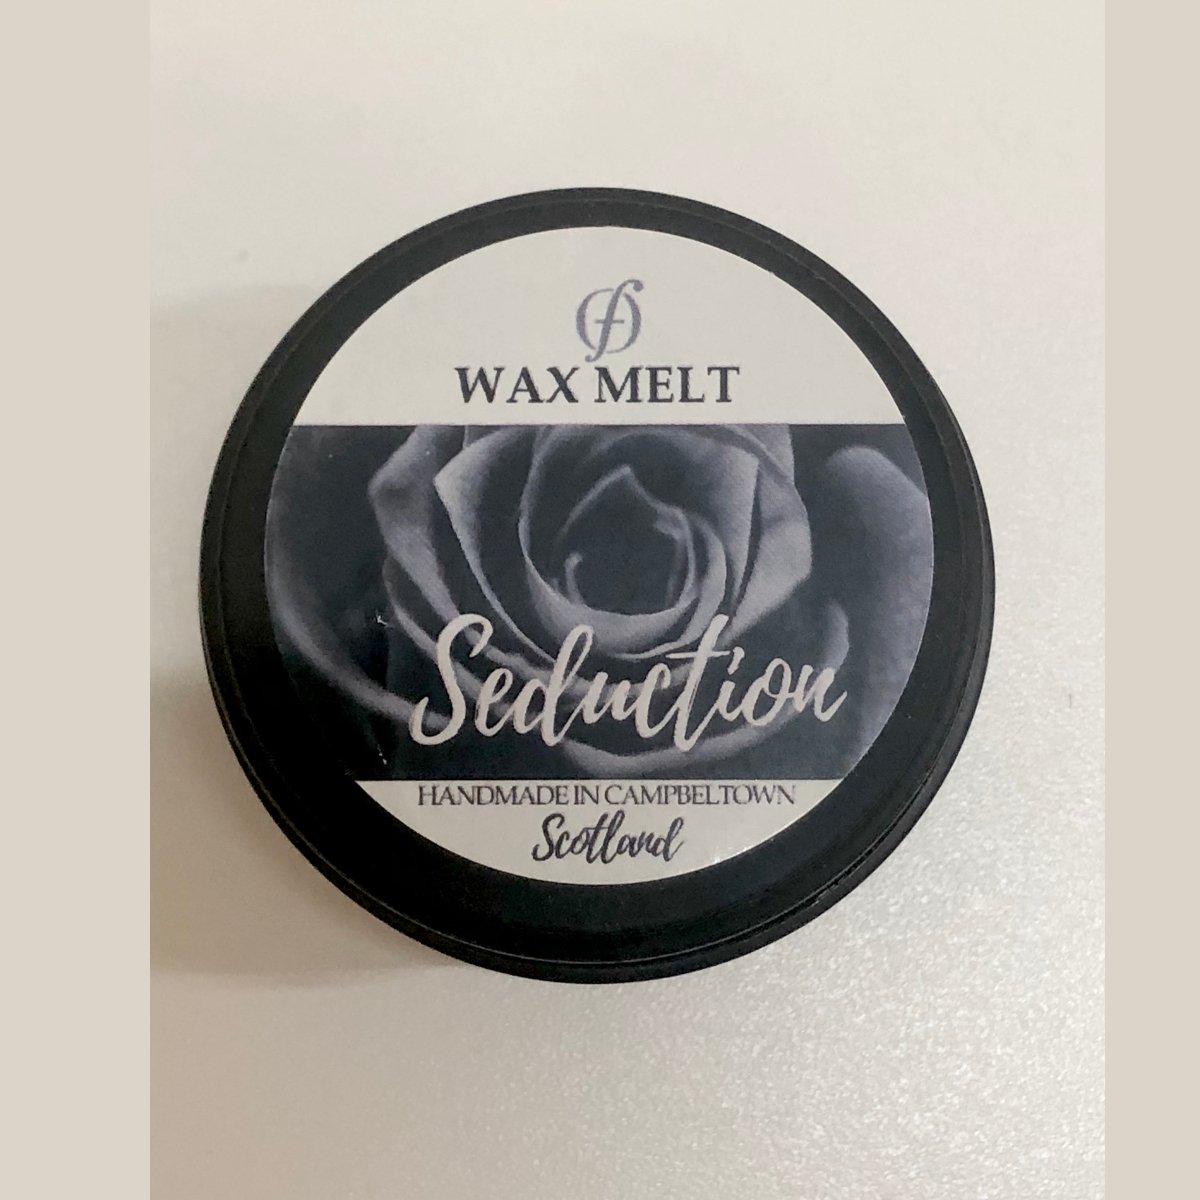 WAX MELT
Seduction
HANDMADE IN CAMPBELTOWN
Scotland